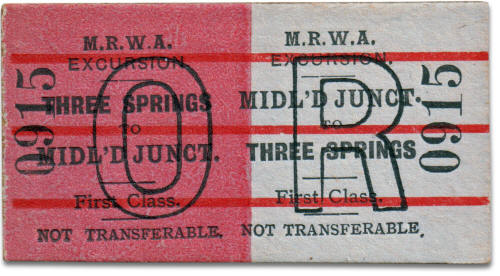 0915
M.R.W.A.
EXCURSION.
THREE SPRINGS
TO
MIDL'D JUNCT.
First Class.
NOT TRANSFERABLE.
O
M.R.W.A.
EXCURSION.
MIDL'D JUNCT.
TO
THREE SPRINGS
First Class.
NOT TRANSFERABLE.
R
0915